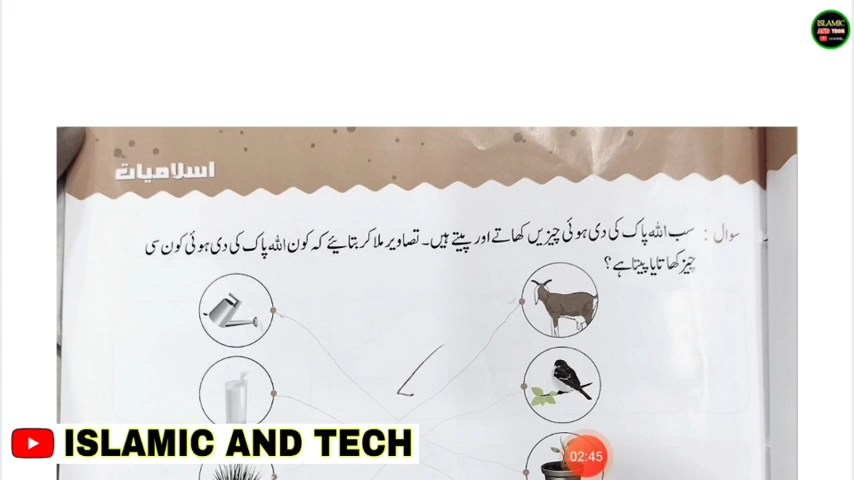 ISLAMIC
AND TECH
CHANNEL
اسلامیات
سوال : سب اللہ پاک کی دی ہوئی چیزیں کھاتے اور پیتے ہیں۔ تصاویر ملا کر بتائیے کہ کون اللہ پاک کی دی ہوئی کون سی
چیز کھاتا یا پیتا ہے؟
ISLAMIC AND TECH
02:45